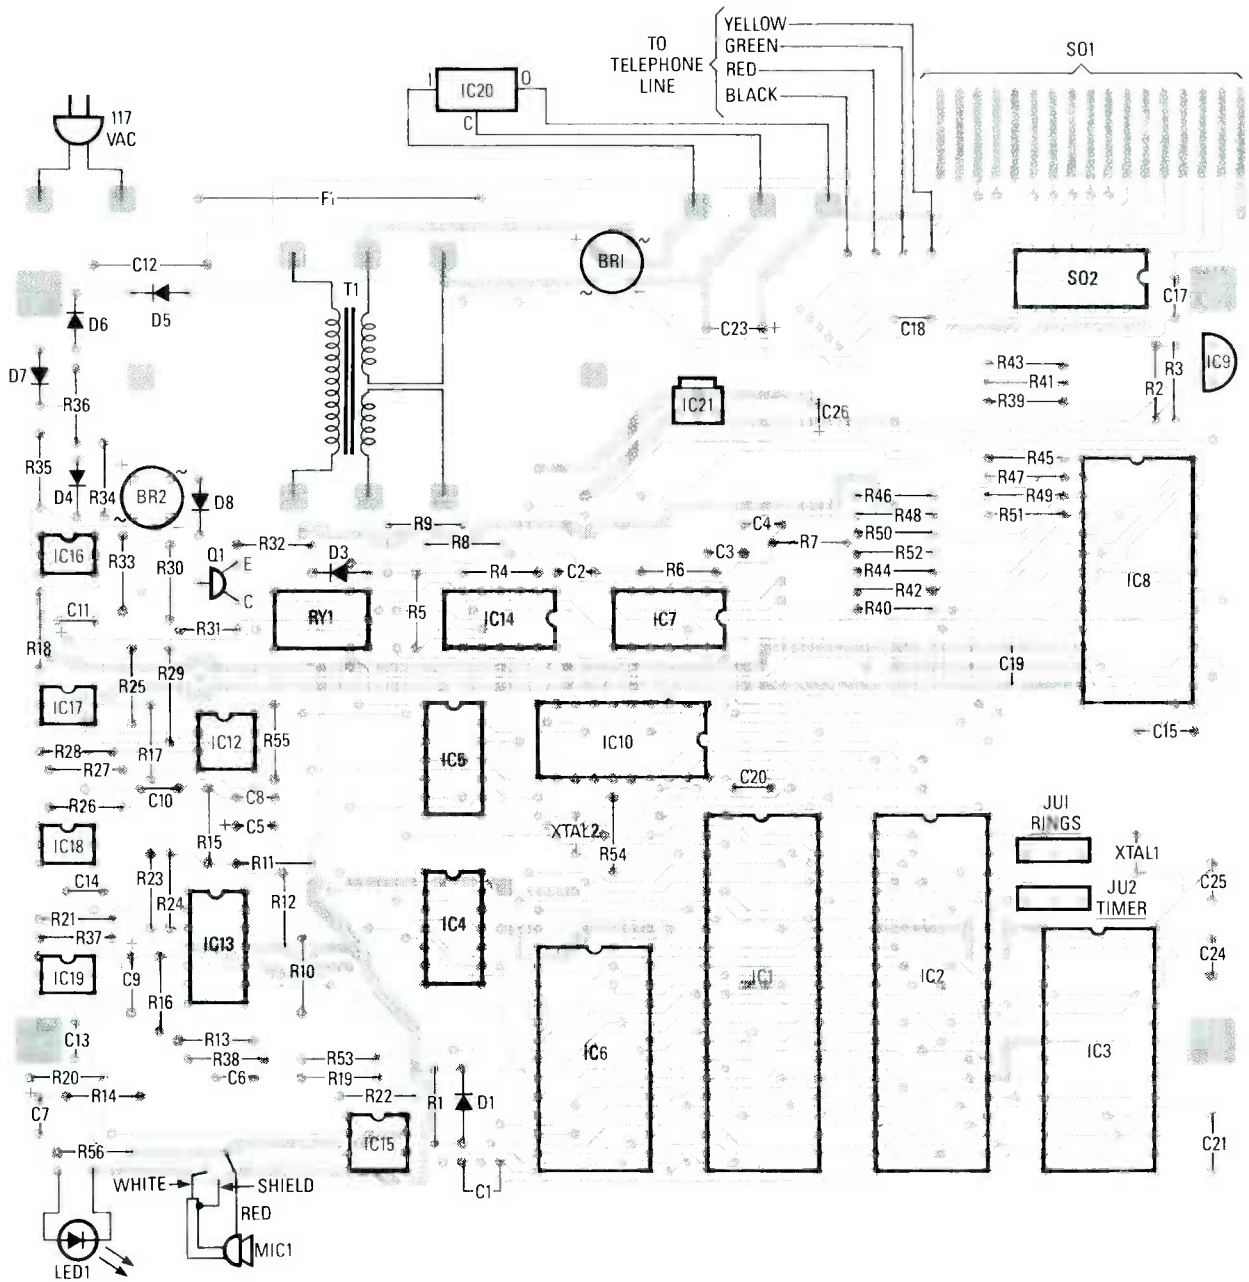 YELLOW
GREEN
RED
BLACK
TO
TELEPHONE
LINE
SO1
I
IC20
O
C
117
VAC
F1
C12
D5
D6
T1
BR1
SO2
C17
C23
+
C18
D7
R36
IC21
C26
+
R43
R41
R39
R2
R3
IC9
R35
D4
R34
BR2
D8
R45
R47
R49
R51
R46
R48
R50
R52
R44
R42
R40
R9
R8
C4
C3
R7
IC16
R33
R30
Q1
E
C
R32
D3
R4
C2
R6
IC8
C11
R31
RY1
R5
IC14
IC7
R18
R25
R29
C19
IC17
R17
IC12
R55
IC5
IC10
C15
R28
R27
C10
C8
C20
R26
R15
C5
XTAL2
R54
JU1
RINGS
XTAL1
IC18
R11
R23
R24
R12
C14
JU2
TIMER
C25
R21
R37
IC13
IC4
IC19
C9
R16
R10
IC1
IC2
C24
C13
R13
R38
C6
R53
R19
IC6
IC3
R20
R14
R22
R1
D1
C7
IC15
C21
R56
WHITE
SHIELD
RED
C1
MIC1
LED1